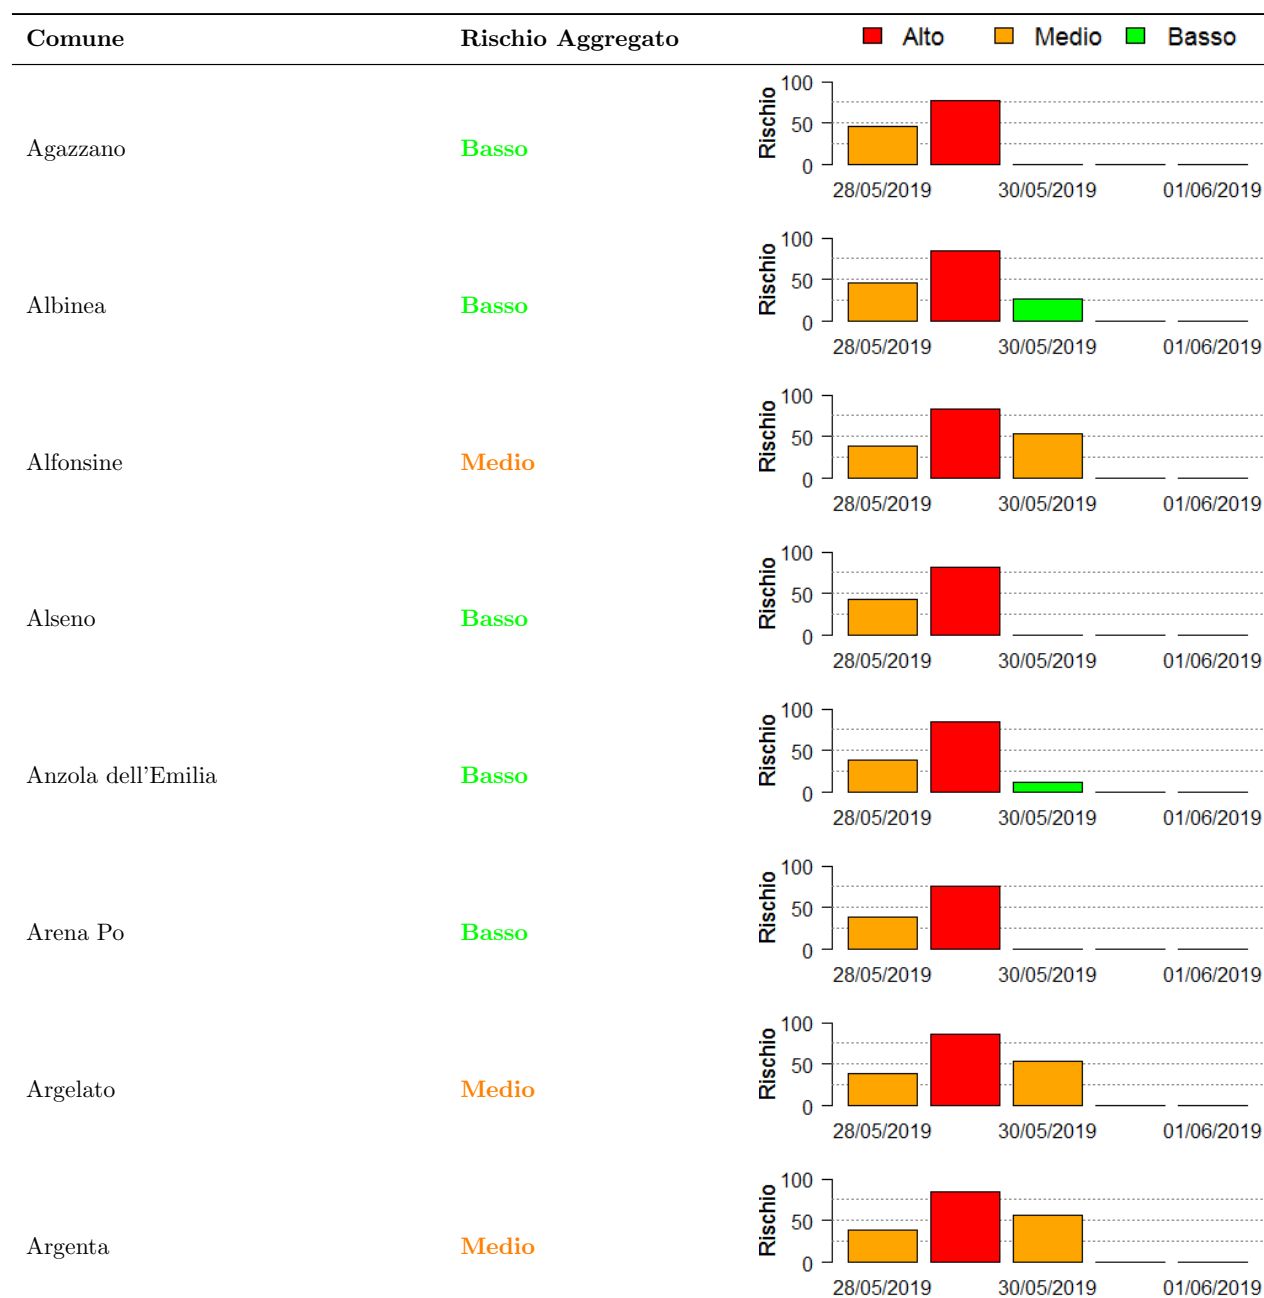 Comune Rischio Aggregato Alto Medio Basso
100
50
0
Rischio
Agazzano Basso
28/05/2019 30/05/2019 01/06/2019
100
50
0
Rischio
Albinea Basso
28/05/2019 30/05/2019 01/06/2019
100
50
0
Rischio
Alfonsine Medio
28/05/2019 30/05/2019 01/06/2019
100
50
0
Rischio
Alseno Basso
28/05/2019 30/05/2019 01/06/2019
100
50
0
Rischio
Anzola dell'Emilia Basso
28/05/2019 30/05/2019 01/06/2019
100
50
0
Rischio
Arena Po Basso
28/05/2019 30/05/2019 01/06/2019
100
50
0
Rischio
Argelato Medio
28/05/2019 30/05/2019 01/06/2019
100
50
0
Rischio
Argenta Medio
28/05/2019 30/05/2019 01/06/2019